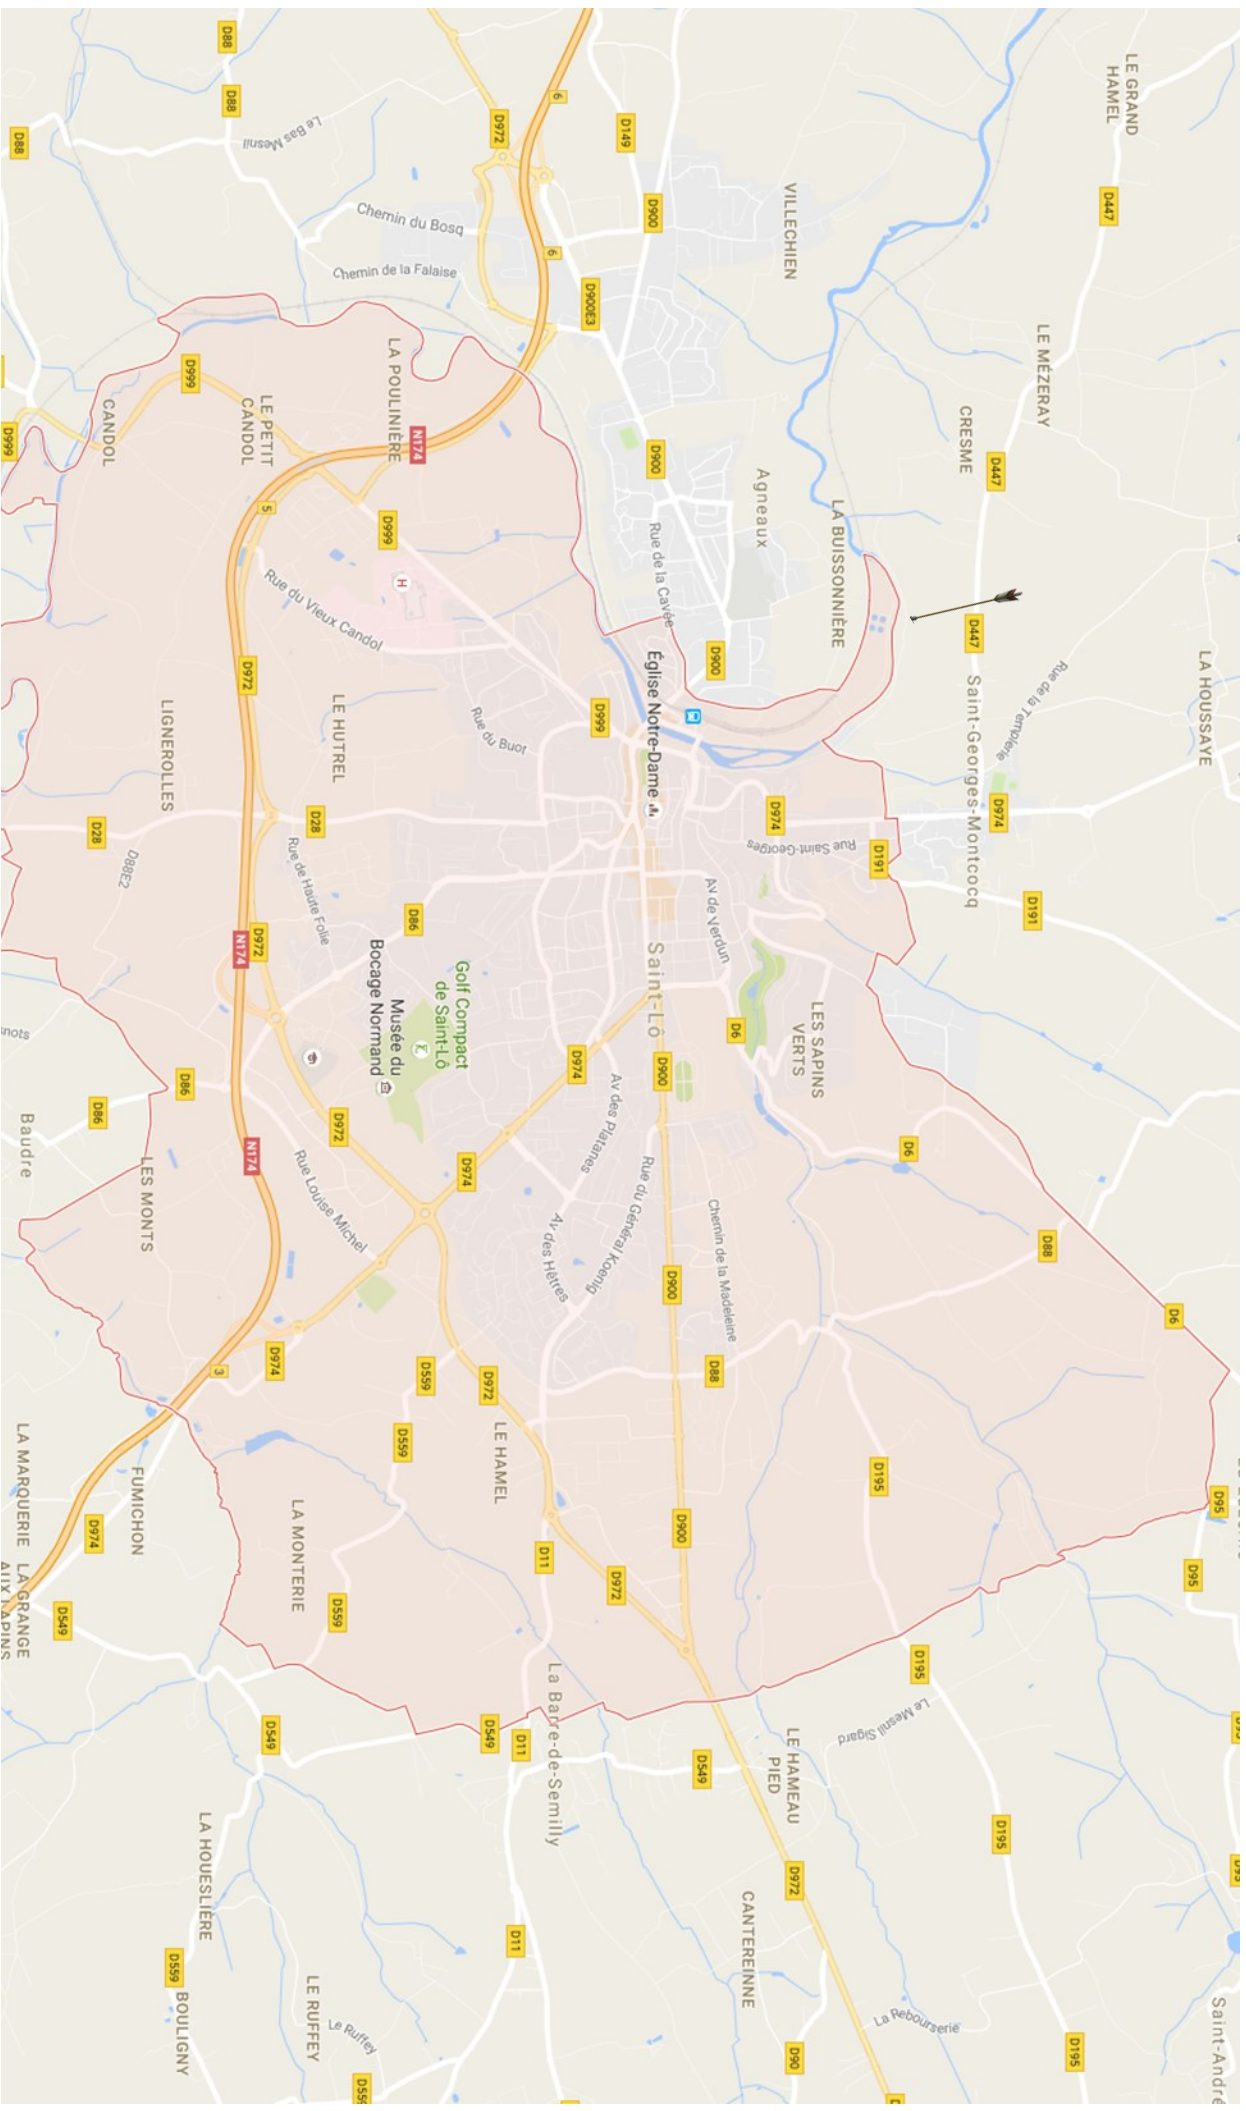 LE GRAND
HAMEL
D447
LE MÉZERAY
CRESME
D447
D447
LA HOUSSAYE
Rue de la Templerie
Saint-Georges-Montcocq
D974
D191
D191
D6
D95
D95
D88
D6
D195
D195
D195
D195
Saint-André
VILLECHIEN
Agneaux
LA BUISSONNIÈRE
D149
D900
D900E3
D900
Rue de la Cavée
D900
Église Notre-Dame
D974
Rue Saint-Georges
Av de Verdun
Saint-Lô
LES SAPINS
VERTS
D6
D900
Chemin de la Madeleine
D900
D88
D900
Le Mesnil Sigard
LE HAMEAU
PIED
D549
D972
CANTEREINNE
La Rebourserie
D90
D972
6
6
Chemin du Bosq
Chemin de la Falaise
Le Bas Mesnil
D88
D88
D88
LA POULINIÈRE
N174
D999
LE PETIT
CANDOL
CANDOL
D999
D999
5
Rue du Vieux Candol
H
D999
Rue du Buot
LE HUTREL
D972
LIGNEROLLES
D28
D28
D88E2
Rue de Haute Folie
D86
D972
N174
Golf Compact
de Saint-Lô
Musée du
Bocage Normand
D974
Av des Platanes
Rue du Général Koenig
Av des Hêtres
D974
D972
Rue Louise Michel
D86
D86
N174
Baudre
LES MONTS
D974
3
D559
D972
D559
LE HAMEL
D11
D972
LA MONTERIE
D559
FUMICHON
LA MARQUERIE
D974
LA GRANGE
AUX LAPINS
D549
La Barre-de-Semilly
D549
D11
D549
LA HOUESLIÈRE
D11
D559
BOULIGNY
LE RUFFEY
Le Ruffey
D559